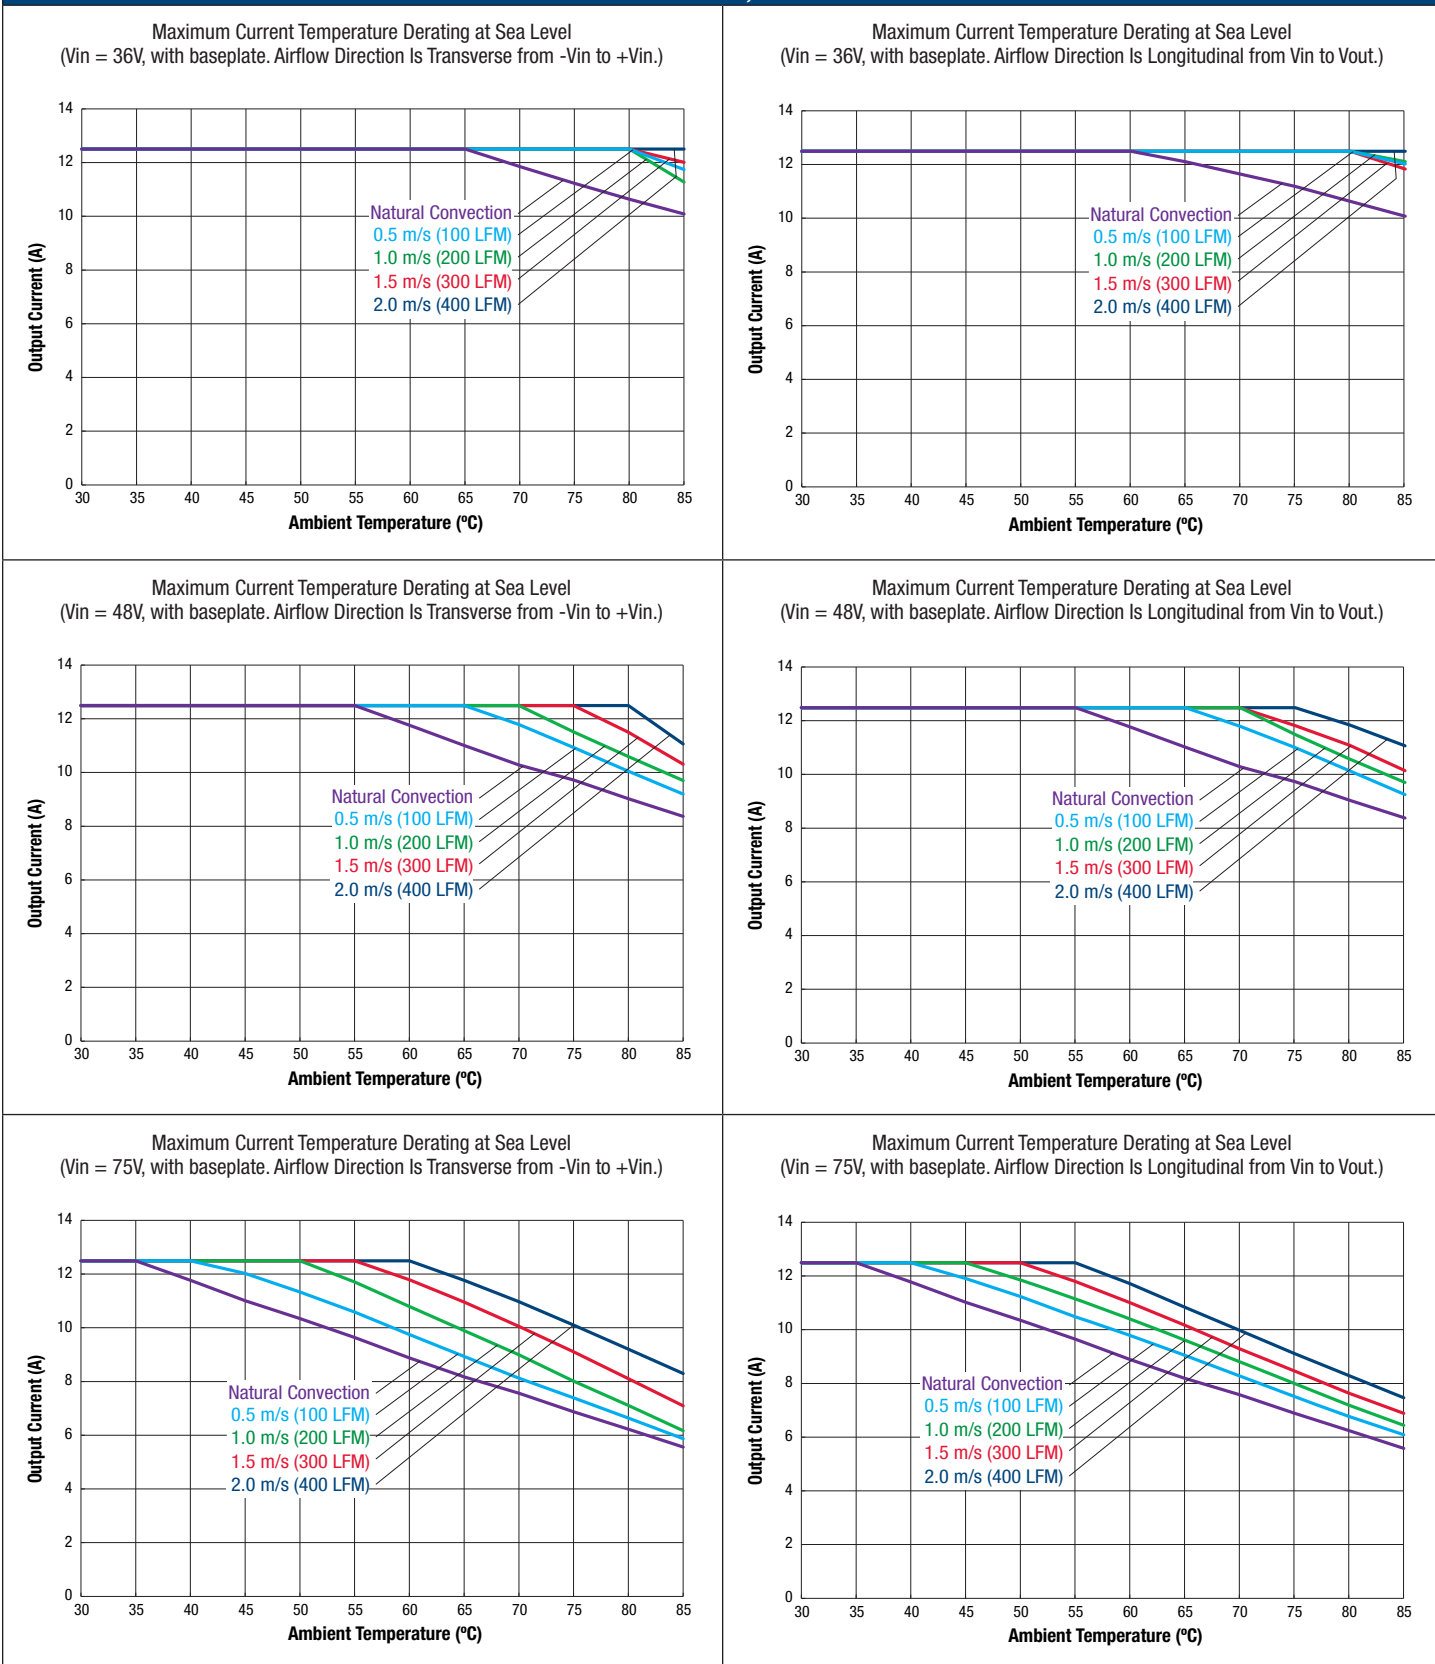 Maximum Current Temperature Derating at Sea Level
(Vin = 36V, with baseplate. Airflow Direction Is Transverse from -Vin to +Vin.)
14
12
10
8
6
4
2
0
Output Current (A)
Natural Convection
0.5 m/s (100 LFM)
1.0 m/s (200 LFM)
1.5 m/s (300 LFM)
2.0 m/s (400 LFM)
30 35 40 45 50 55 60 65 70 75 80 85
Ambient Temperature (ºC)
Maximum Current Temperature Derating at Sea Level
(Vin = 36V, with baseplate. Airflow Direction Is Longitudinal from Vin to Vout.)
14
12
10
8
6
4
2
0
Output Current (A)
Natural Convection
0.5 m/s (100 LFM)
1.0 m/s (200 LFM)
1.5 m/s (300 LFM)
2.0 m/s (400 LFM)
30 35 40 45 50 55 60 65 70 75 80 85
Ambient Temperature (ºC)
Maximum Current Temperature Derating at Sea Level
(Vin = 48V, with baseplate. Airflow Direction Is Transverse from -Vin to +Vin.)
14
12
10
8
6
4
2
0
Output Current (A)
Natural Convection
0.5 m/s (100 LFM)
1.0 m/s (200 LFM)
1.5 m/s (300 LFM)
2.0 m/s (400 LFM)
30 35 40 45 50 55 60 65 70 75 80 85
Ambient Temperature (ºC)
Maximum Current Temperature Derating at Sea Level
(Vin = 48V, with baseplate. Airflow Direction Is Longitudinal from Vin to Vout.)
14
12
10
8
6
4
2
0
Output Current (A)
Natural Convection
0.5 m/s (100 LFM)
1.0 m/s (200 LFM)
1.5 m/s (300 LFM)
2.0 m/s (400 LFM)
30 35 40 45 50 55 60 65 70 75 80 85
Ambient Temperature (ºC)
Maximum Current Temperature Derating at Sea Level
(Vin = 75V, with baseplate. Airflow Direction Is Transverse from -Vin to +Vin.)
14
12
10
8
6
4
2
0
Output Current (A)
Natural Convection
0.5 m/s (100 LFM)
1.0 m/s (200 LFM)
1.5 m/s (300 LFM)
2.0 m/s (400 LFM)
30 35 40 45 50 55 60 65 70 75 80 85
Ambient Temperature (ºC)
Maximum Current Temperature Derating at Sea Level
(Vin = 75V, with baseplate. Airflow Direction Is Longitudinal from Vin to Vout.)
14
12
10
8
6
4
2
0
Output Current (A)
Natural Convection
0.5 m/s (100 LFM)
1.0 m/s (200 LFM)
1.5 m/s (300 LFM)
2.0 m/s (400 LFM)
30 35 40 45 50 55 60 65 70 75 80 85
Ambient Temperature (ºC)